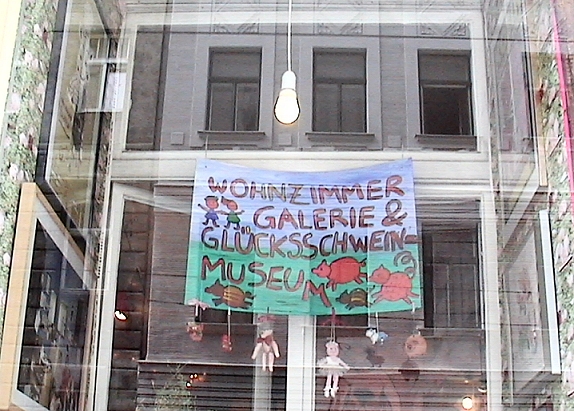 WOHNZIMMER
GALERIE &
GLÜCKSSCHWEIN-
MUSEUM